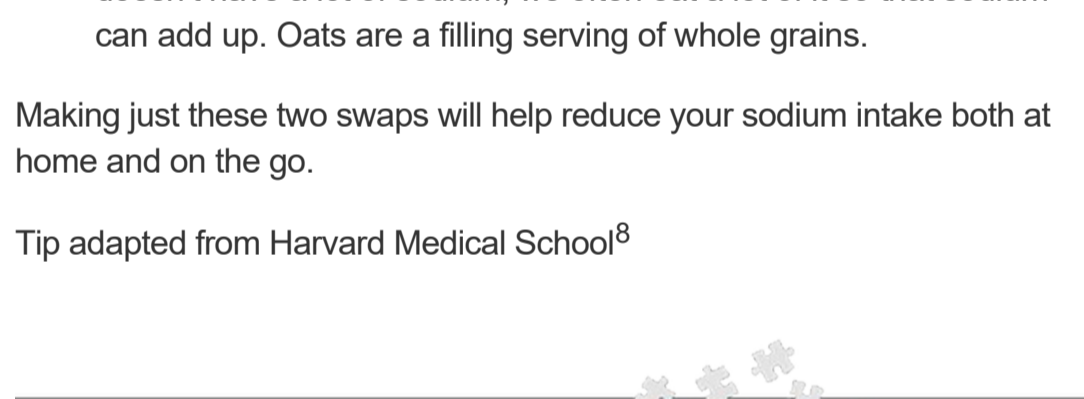 can add up. Oats are a filling serving of whole grains.
Making just these two swaps will help reduce your sodium intake both at
home and on the go.
Tip adapted from Harvard Medical School8